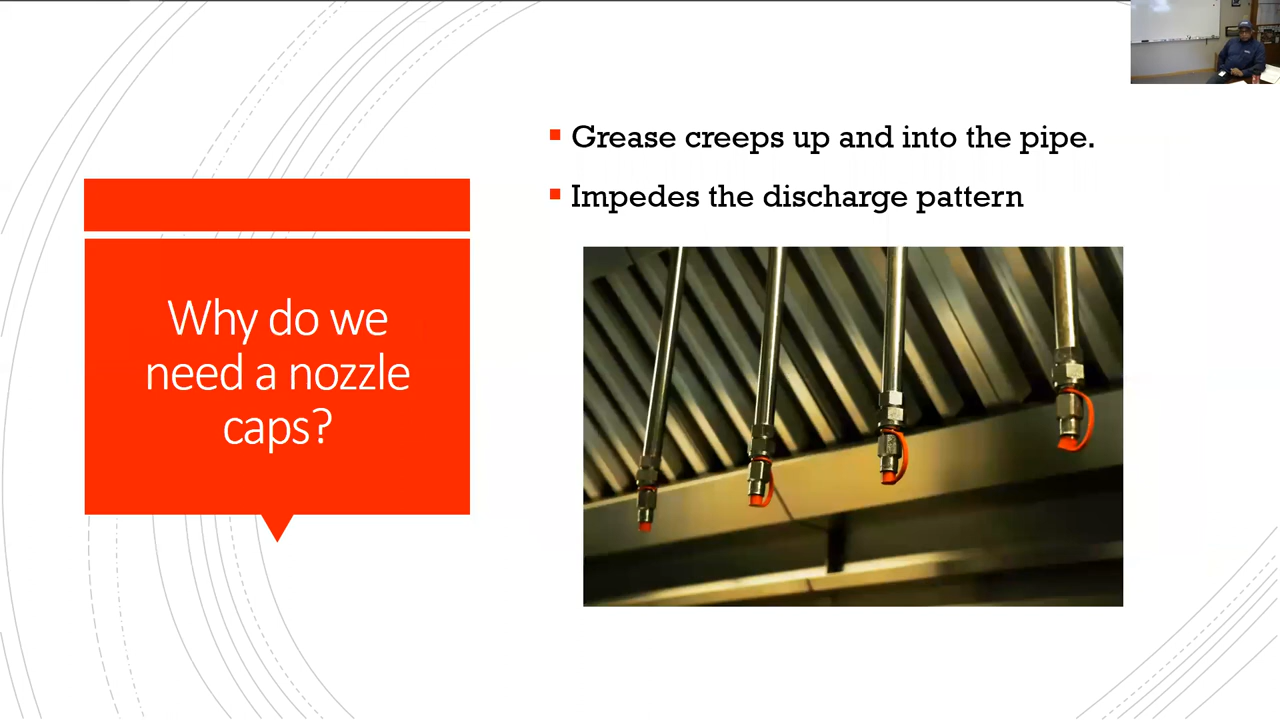 Grease creeps up and into the pipe.
Impedes the discharge pattern
Why do we
need a nozzle
caps?